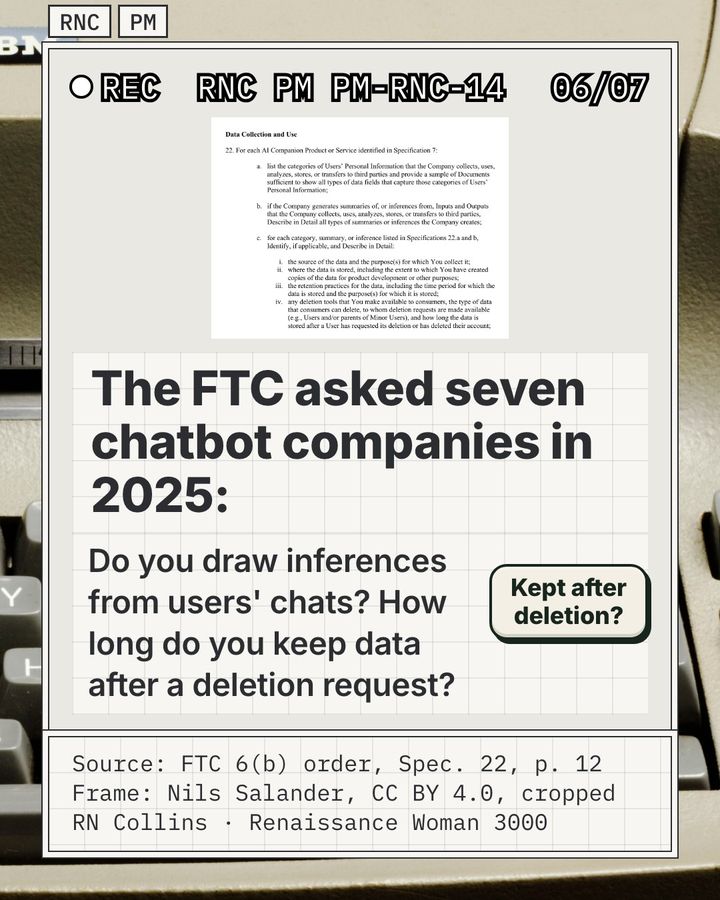 RNC PM
REC RNC PM PM-RNC-14 06/07
Data Collection and Use
22. For each AI Companion Product or Service identified in Specification 7:
a. list the categories of Users' Personal Information that the Company collects, uses,
analyzes, stores, or transfers to third parties and provide a sample of Documents
sufficient to show all types of data fields that capture those categories of Users'
Personal Information;
b. if the Company generates summaries of, or inferences from, Inputs and Outputs
that the Company collects, uses, analyzes, stores, or transfers to third parties,
Describe in Detail all types of summaries or inferences the Company creates;
c. for each category, summary, or inference listed in Specifications 22.a and b,
Identify, if applicable, and Describe in Detail:
i. the source of the data and the purpose(s) for which You collect it;
ii. where the data is stored, including the extent to which You have created
copies of the data for product development or other purposes;
iii. the retention practices for the data, including the time period for which the
data is stored and the purpose(s) for which it is stored;
iv. any deletion tools that You make available to consumers, the type of data
that consumers can delete, to whom deletion requests are made available
(e.g., Users and/or parents of Minor Users), and how long the data is
stored after a User has requested its deletion or has deleted their account;
The FTC asked seven
chatbot companies in
2025:
Do you draw inferences
from users' chats? How
long do you keep data
after a deletion request?
Kept after
deletion?
Source: FTC 6(b) order, Spec. 22, p. 12
Frame: Nils Salander, CC BY 4.0, cropped
RN Collins · Renaissance Woman 3000
Y
H